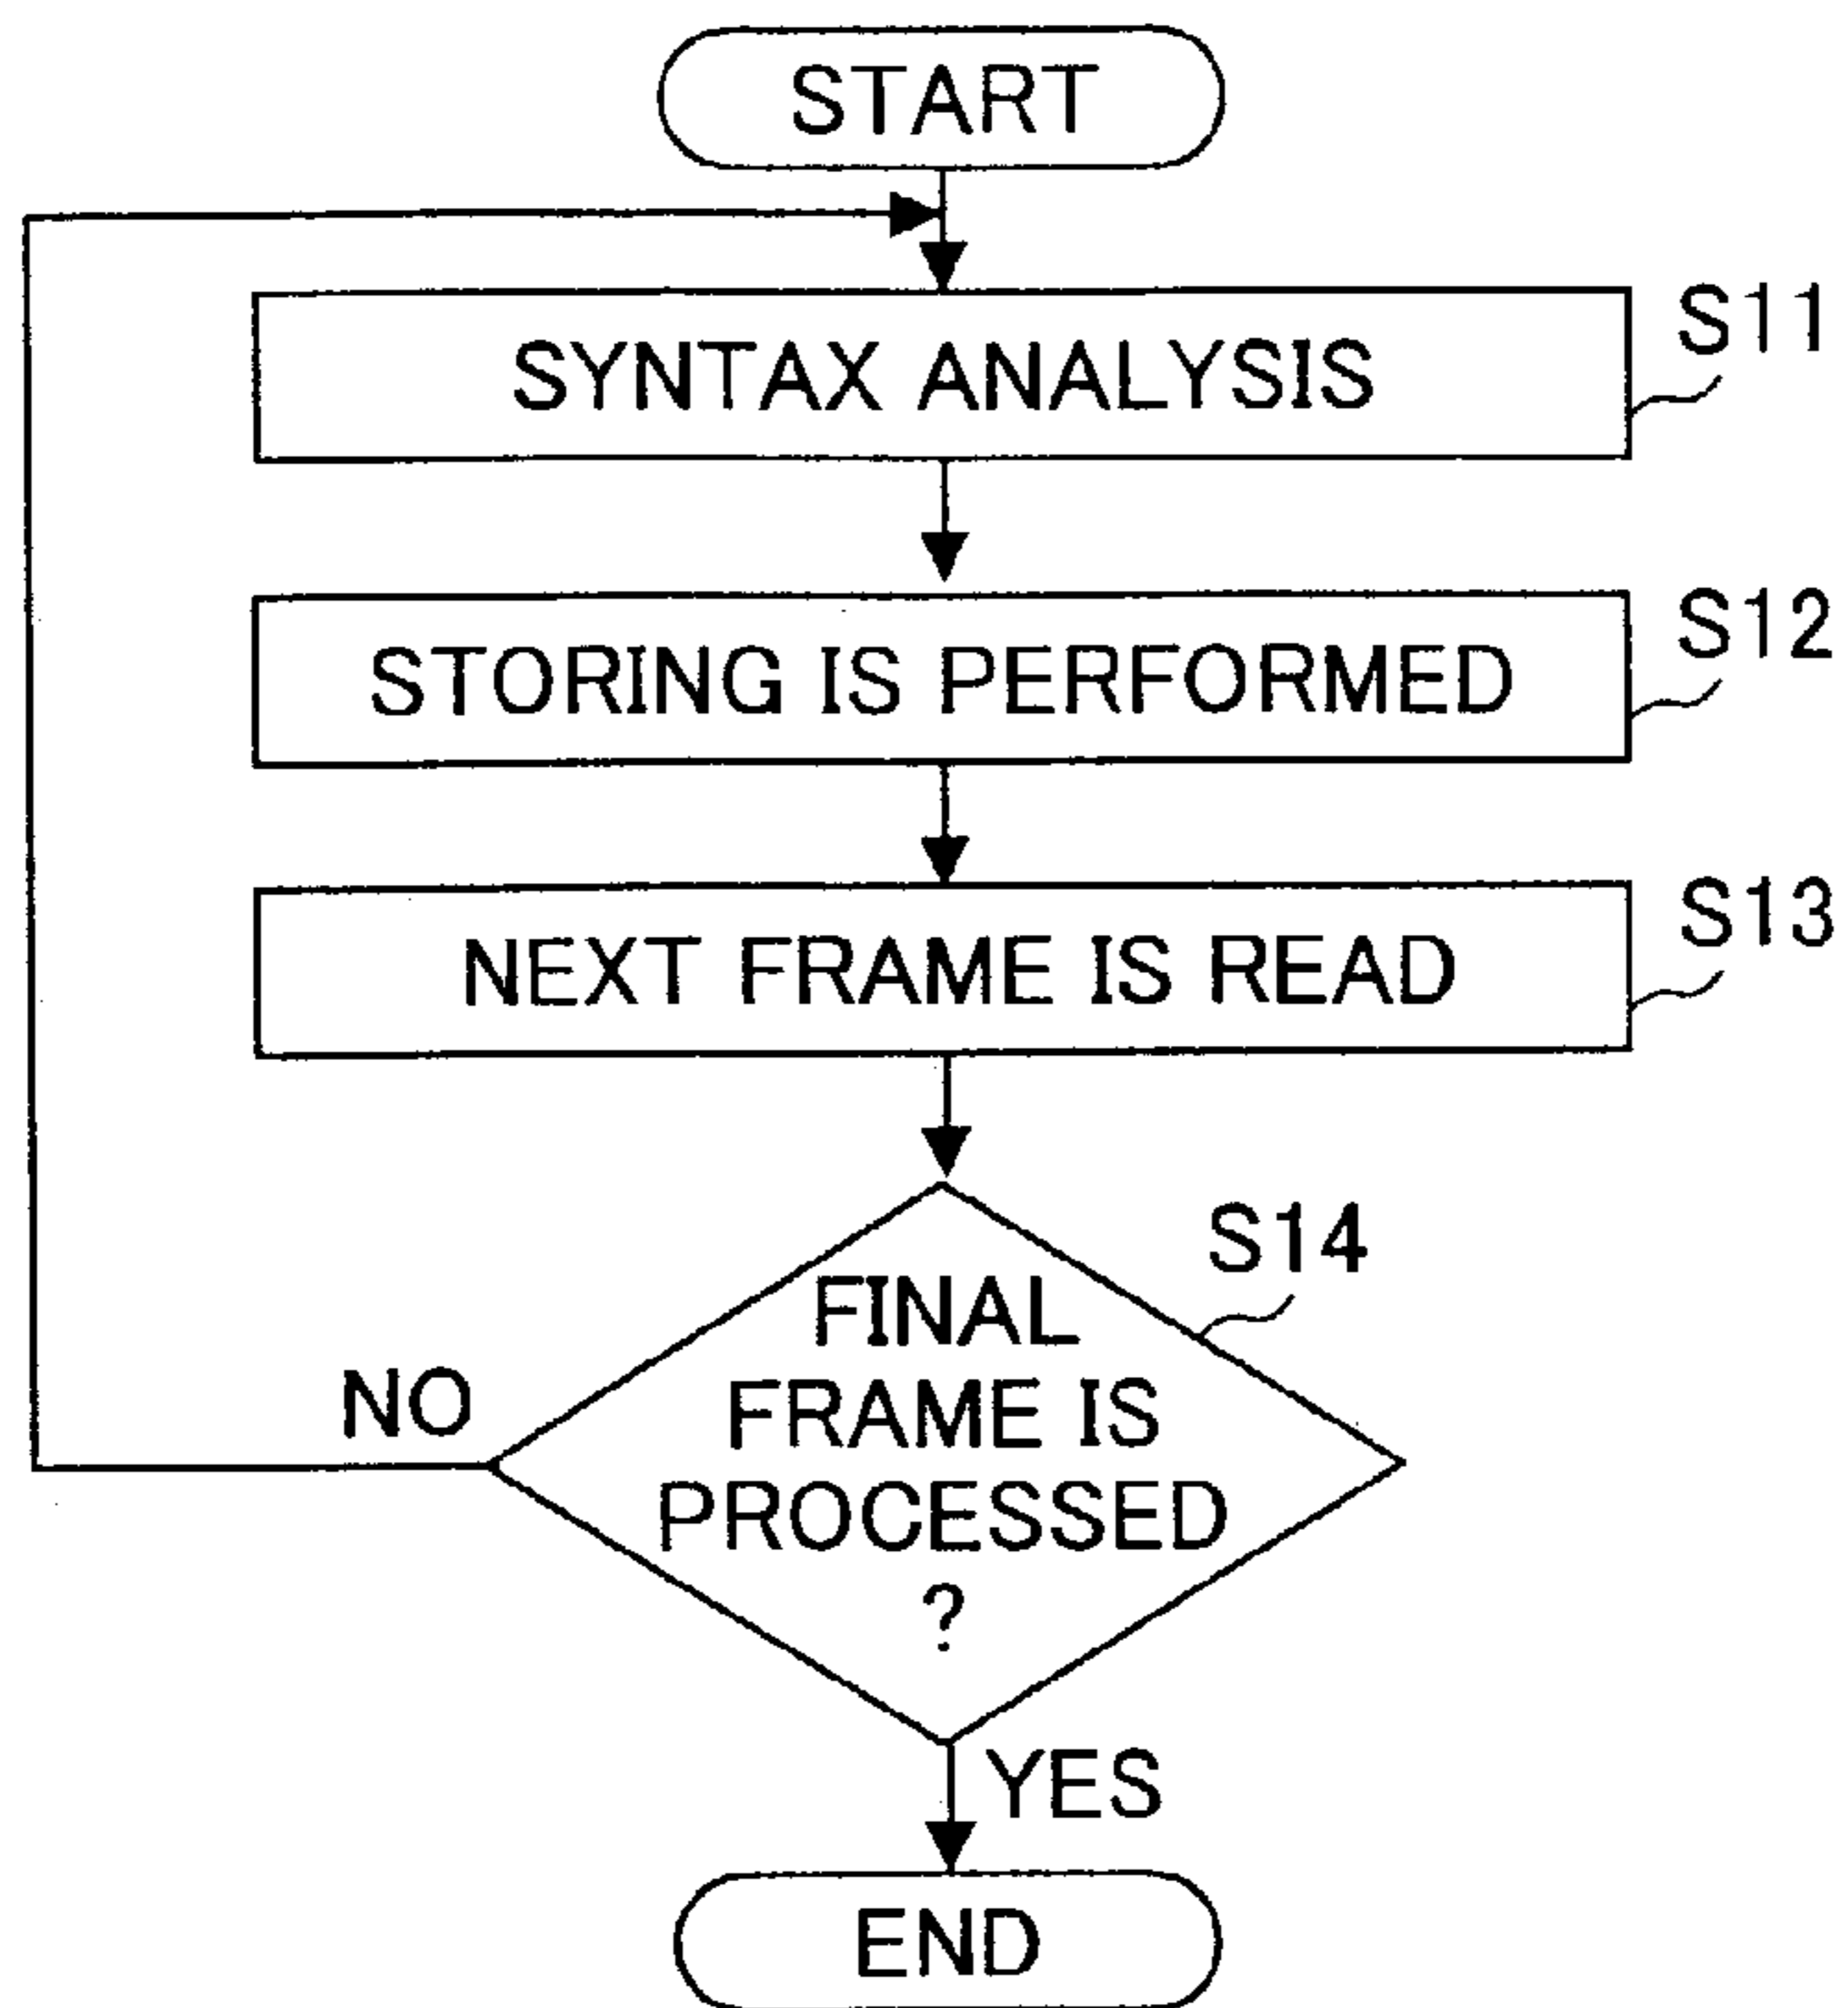 START
SYNTAX ANALYSIS
S11
STORING IS PERFORMED
S12
NEXT FRAME IS READ
S13
S14
FINAL
FRAME IS
PROCESSED
?
NO
YES
END